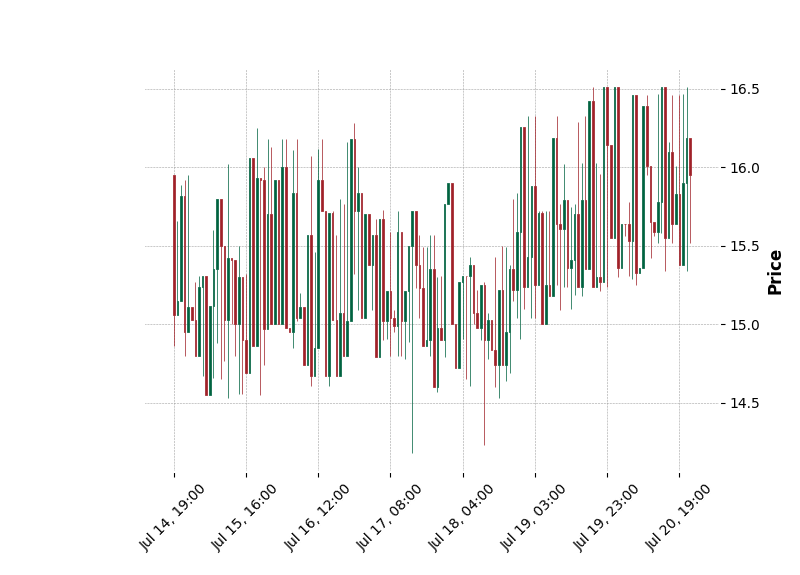 16.5
16.0
15.5
15.0
14.5
Price
Jul 14, 19:00
Jul 15, 16:00
Jul 16, 12:00
Jul 17, 08:00
Jul 18, 04:00
Jul 19, 03:00
Jul 19, 23:00
Jul 20, 19:00